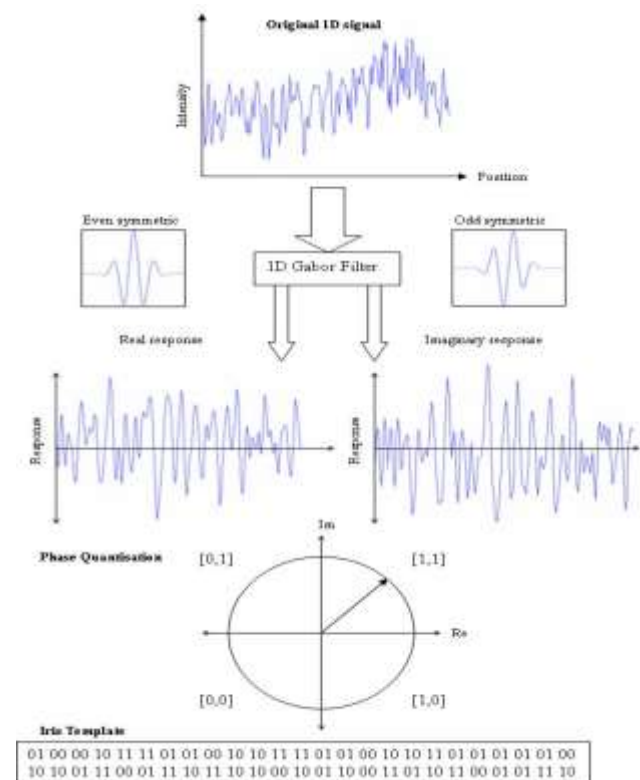 Original 1D signal
Intensity
Position
Even symmetric
Odd symmetric
1D Gabor Filter
Real response
Imaginary response
Response
Response
Im
Phase Quantisation
[0,1]
[1,1]
Re
[0,0]
[1,0]
Iris Template
01 00 00 10 11 11 01 01 00 10 10 11 11 01 01 00 10 10 11 01 01 01 01 01 00
10 10 01 11 00 01 11 10 11 10 10 00 10 01 10 00 11 01 10 01 00 01 11 11 10